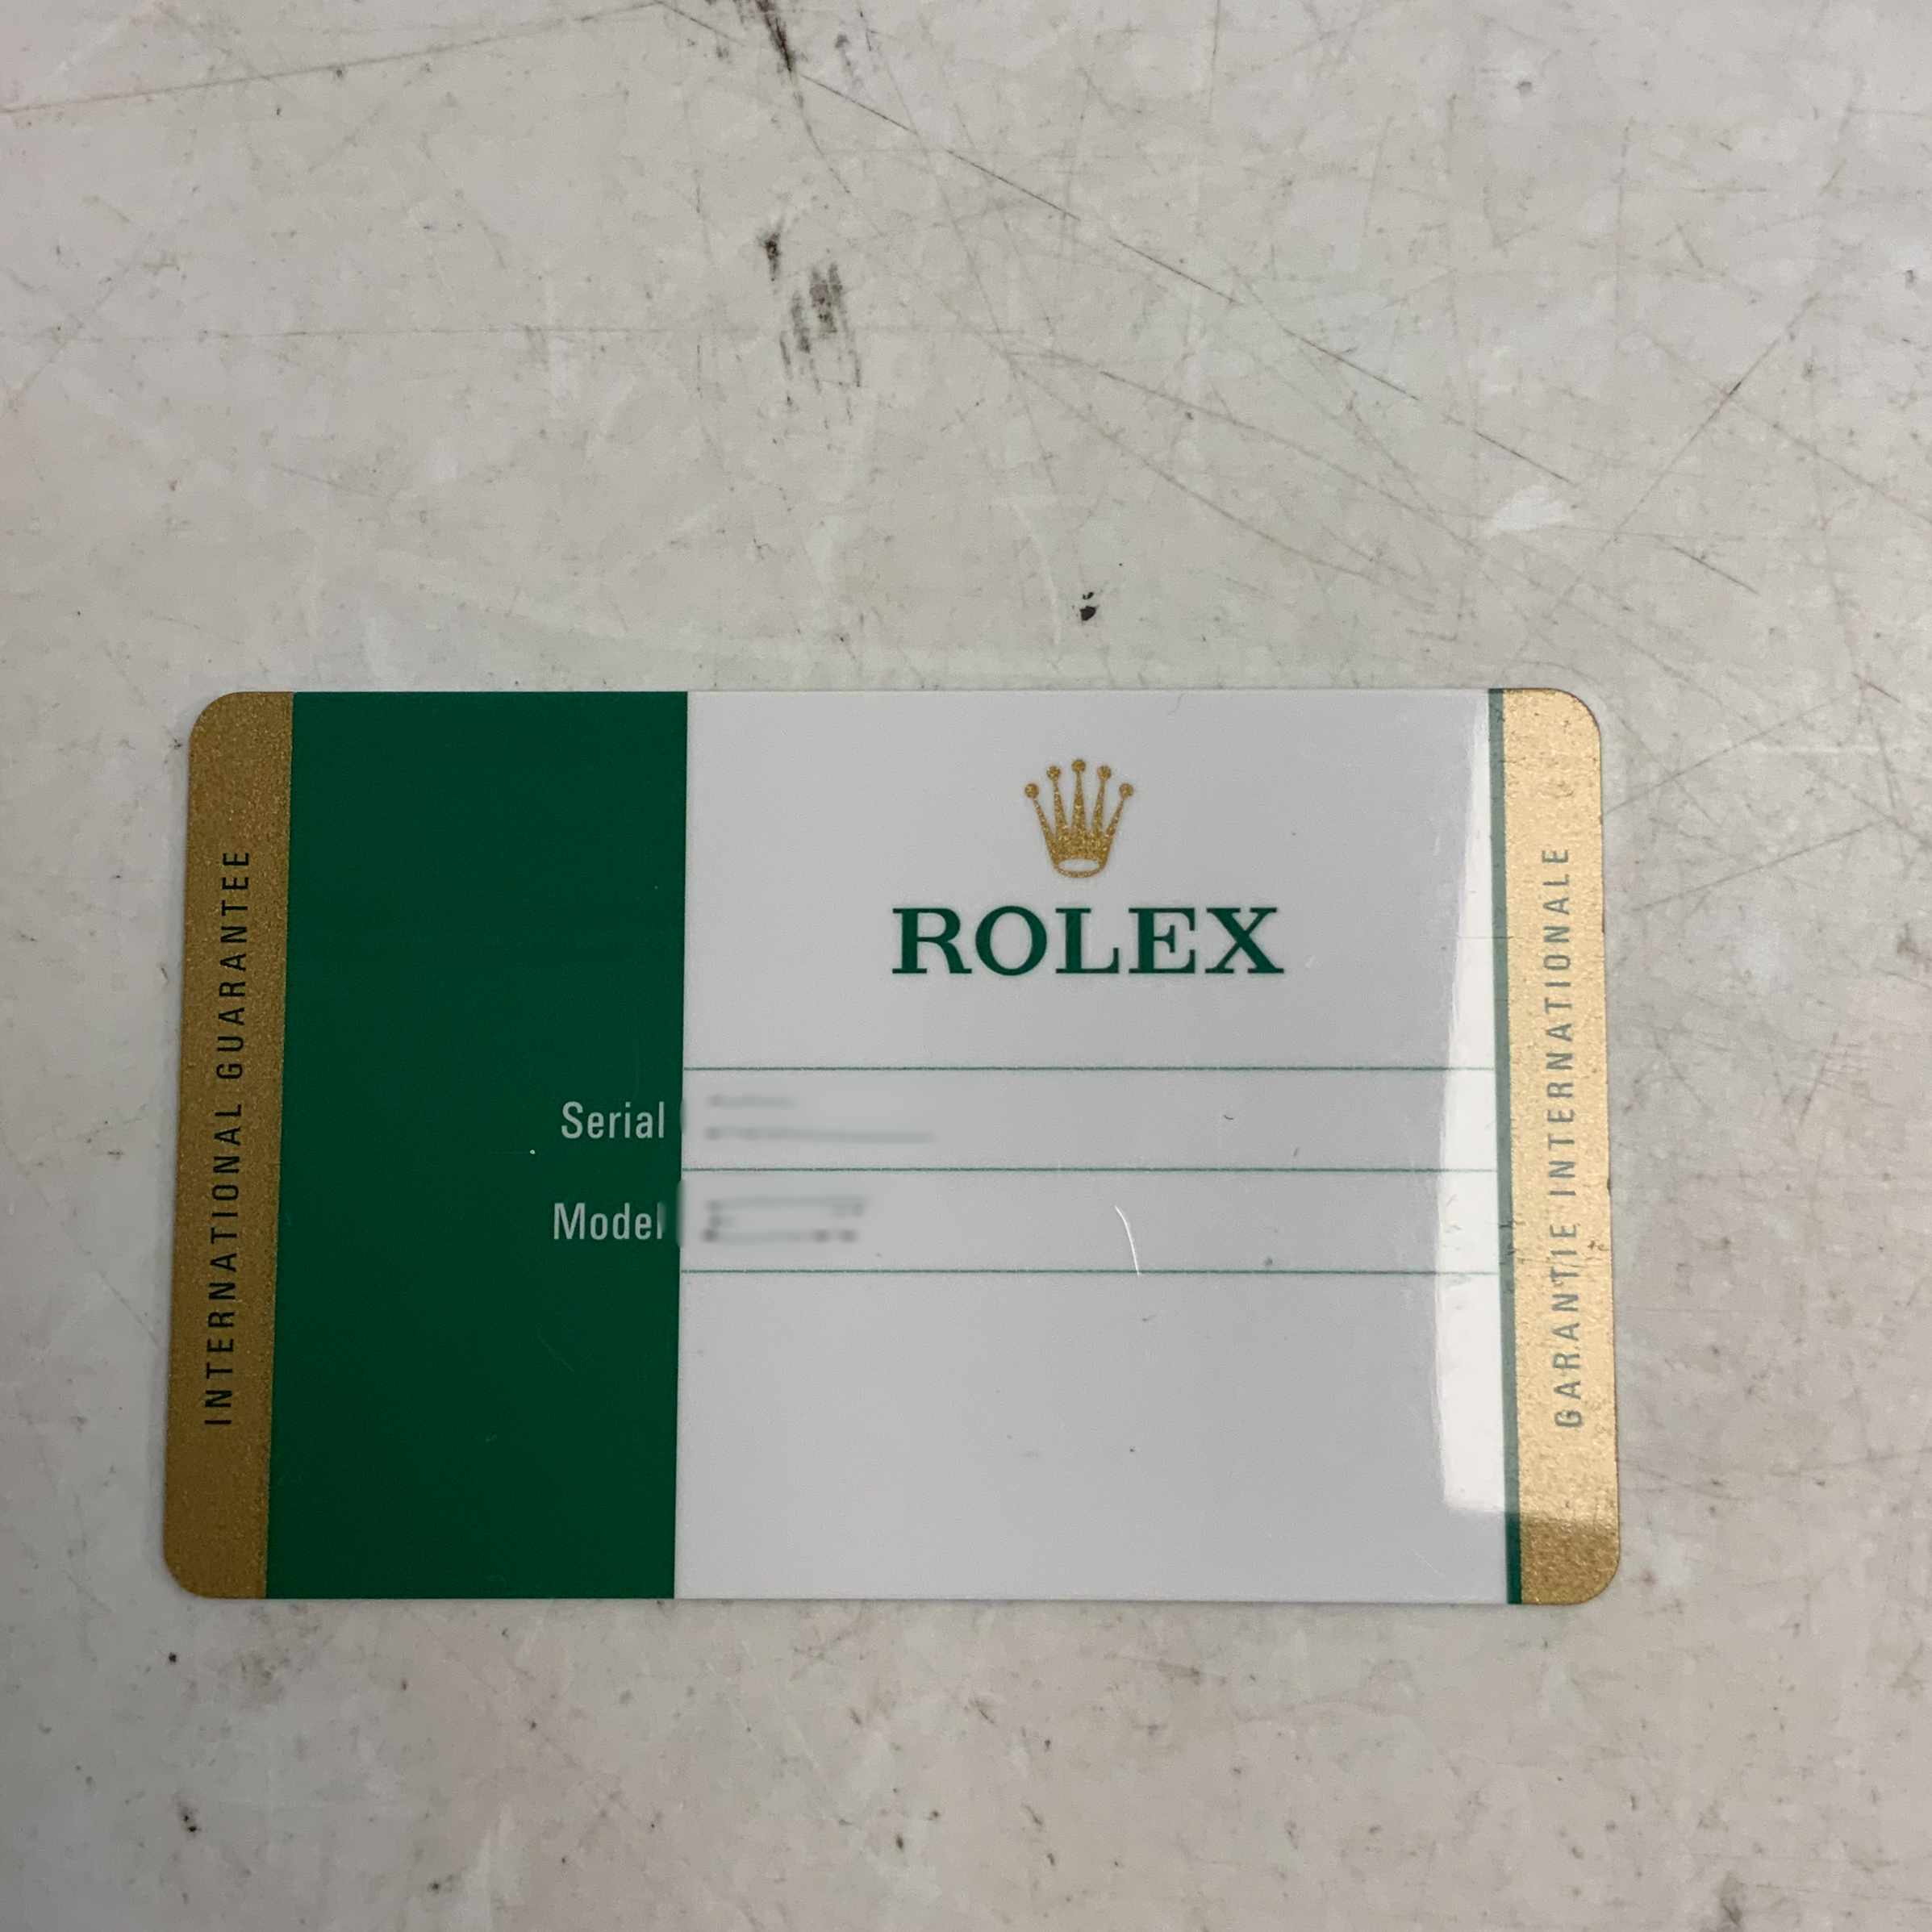 INTERNATIONAL GUARANTEE
ROLEX
Serial
Model
GARANTIE INTERNATIONALE